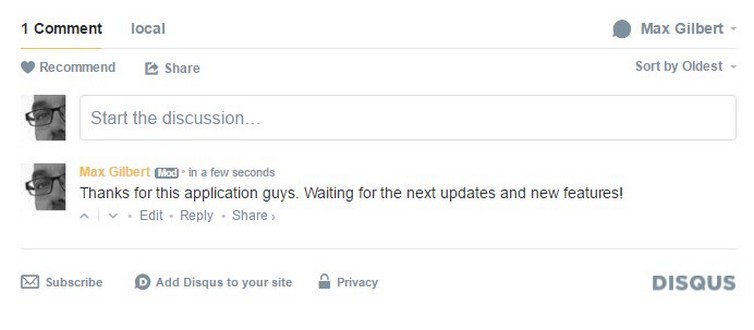 1 Comment local Max Gilbert
Recommend Share Sort by Oldest
Start the discussion…
Max Gilbert Mod • in a few seconds
Thanks for this application guys. Waiting for the next updates and new features!
• Edit • Reply • Share ›
Subscribe D Add Disqus to your site Privacy DISQUS